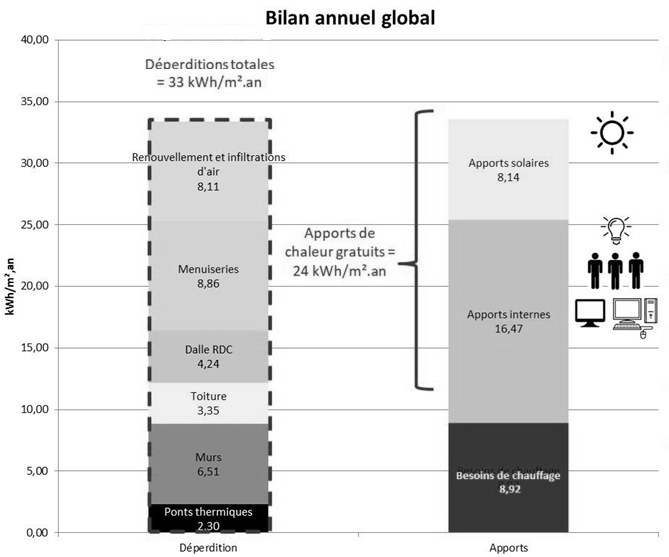 Bilan annuel global
40,00
35,00
30,00
25,00
20,00
15,00
10,00
5,00
0,00
kWh/m²,an
Déperditions totales
= 33 kWh/m².an
Renouvellement et infiltrations
d'air
8,11
Menuiseries
8,86
Dalle RDC
4,24
Toiture
3,35
Murs
6,51
Ponts thermiques
2,30
Déperdition
Apports de
chaleur gratuits =
24 kWh/m².an
Apports solaires
8,14
Apports internes
16,47
Besoins de chauffage
8,92
Apports